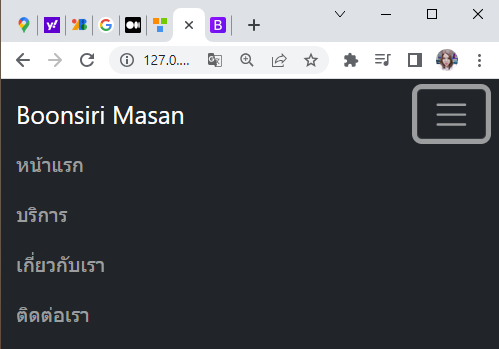 127.0....
Boonsiri Masan
หน้าแรก
บริการ
เกี่ยวกับเรา
ติดต่อเรา